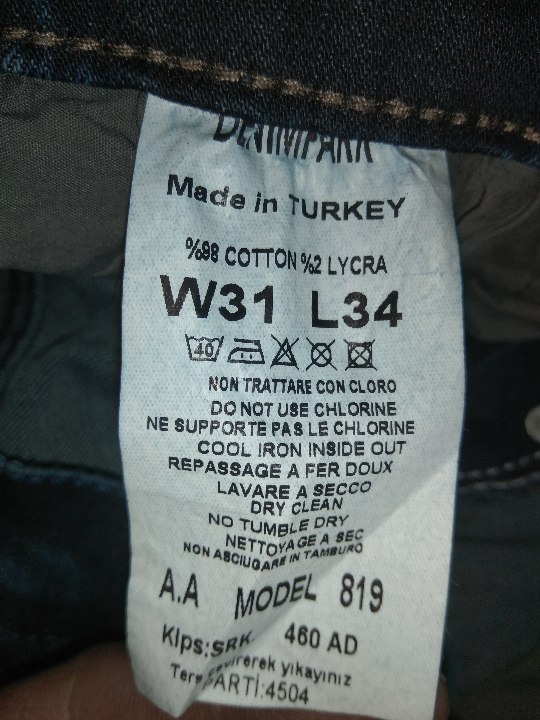 DENIMPARK
Made in TURKEY
%98 COTTON %2 LYCRA
W31 L34
40
NON TRATTARE CON CLORO
DO NOT USE CHLORINE
NE SUPPORTE PAS LE CHLORINE
COOL IRON INSIDE OUT
REPASSAGE A FER DOUX
LAVARE A SECCO
DRY CLEAN
NO TUMBLE DRY
NETTOYAGE A SEC
NON ASCIUGARE IN TAMBURO
A.A MODEL 819
Klps:SRK 460 AD
Ters çevirerek yıkayınız
PARTİ:4504